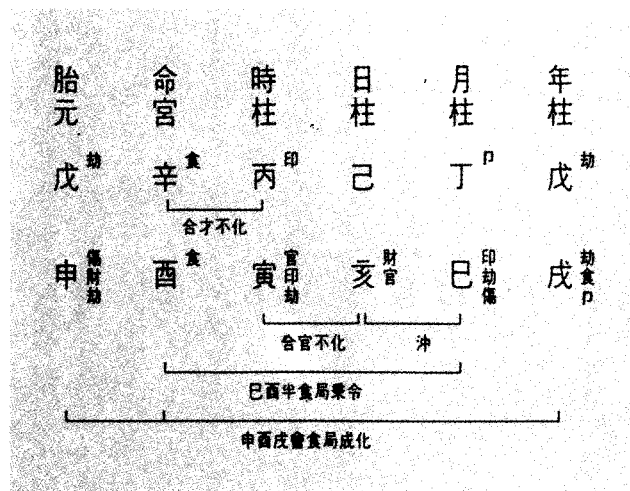 胎元 命宮 時柱 日柱 月柱 年柱
戊劫 辛食 丙印 己 丁卩 戊劫
合才不化
申傷財劫 酉食 寅官印劫 亥財官 巳印劫傷 戌劫食卩
合官不化 沖
巳酉半食局秉令
申酉戌會食局成化